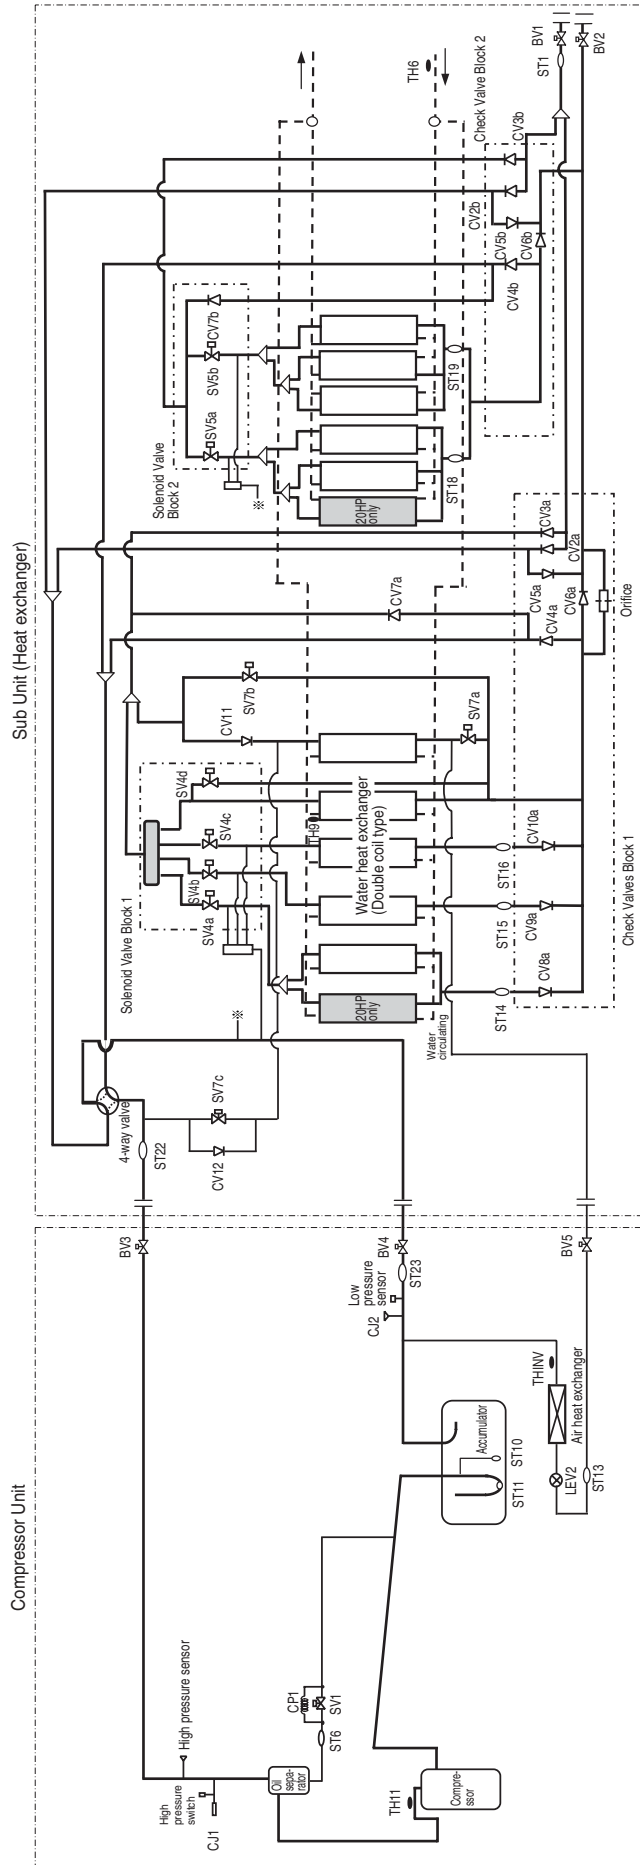 Compressor Unit
Sub Unit (Heat exchanger)
High pressure
switch
CJ1
High pressure sensor
Oil
sepa-
rator
ST6
CP1
SV1
TH11
Compre-
ssor
BV3
BV4
ST23
Low pressure
sensor
CJ2
Accumulator
ST11
ST10
THINV
LEV2
Air heat exchanger
ST13
BV5
4-way valve
ST22
CV12
SV7c
※
Solenoid Valve Block 1
SV4a
SV4b
SV4c
SV4d
CV11
SV7b
SV7a
TH9
Water heat exchanger
(Double coil type)
20HP
only
Water
circulating
ST14
ST15
ST16
CV8a
CV9a
CV10a
Check Valves Block 1
CV7a
CV4a
CV5a
CV6a
CV2a
CV3a
Orifice
Solenoid Valve
Block 2
SV5a
SV5b
CV7b
※
20HP
only
ST18
ST19
Check Valve Block 2
CV4b
CV5b
CV6b
CV2b
CV3b
TH6
ST1
BV1
BV2